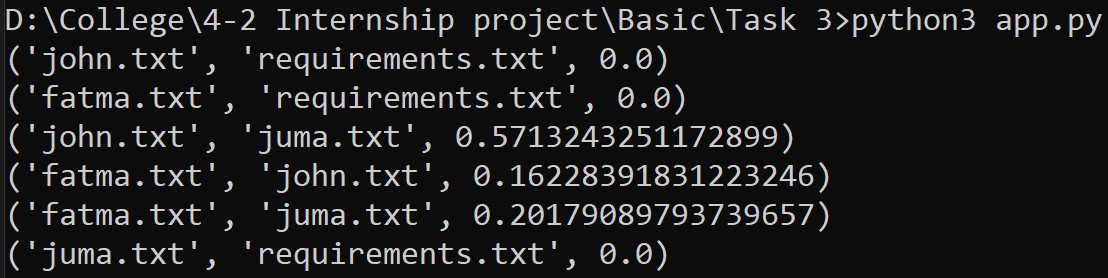 D:\College\4-2 Internship project\Basic\Task 3>python3 app.py
('john.txt', 'requirements.txt', 0.0)
('fatma.txt', 'requirements.txt', 0.0)
('john.txt', 'juma.txt', 0.5713243251172899)
('fatma.txt', 'john.txt', 0.16228391831223246)
('fatma.txt', 'juma.txt', 0.20179089793739657)
('juma.txt', 'requirements.txt', 0.0)